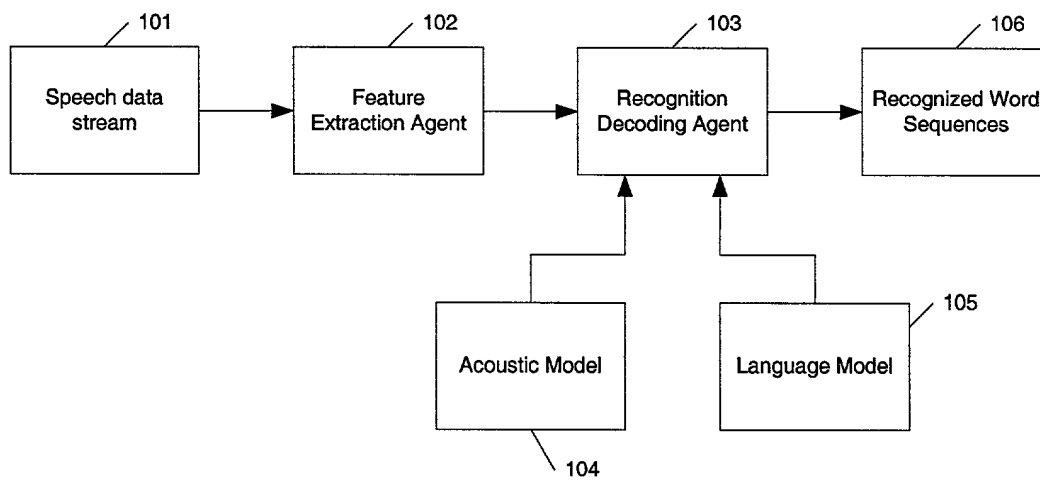 101
102
103
106
Speech data
stream
Feature
Extraction Agent
Recognition
Decoding Agent
Recognized Word
Sequences
105
Acoustic Model
Language Model
104